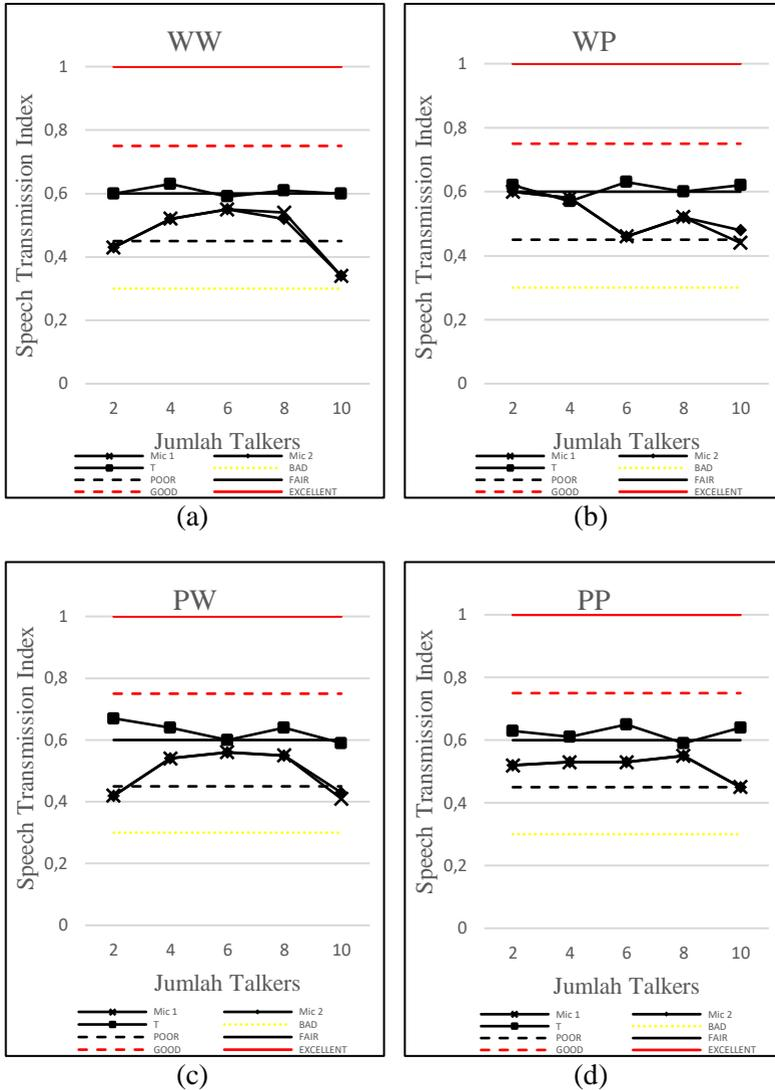 WW
Speech Transmission Index
1
0,8
0,6
0,4
0,2
0
2 4 6 8 10
Jumlah Talkers
Mic 1 Mic 2
T BAD
POOR FAIR
GOOD EXCELLENT
(a)
WP
Speech Transmission Index
1
0,8
0,6
0,4
0,2
0
2 4 6 8 10
Jumlah Talkers
Mic 1 Mic 2
T BAD
POOR FAIR
GOOD EXCELLENT
(b)
PW
Speech Transmission Index
1
0,8
0,6
0,4
0,2
0
2 4 6 8 10
Jumlah Talkers
Mic 1 Mic 2
T BAD
POOR FAIR
GOOD EXCELLENT
(c)
PP
Speech Transmission Index
1
0,8
0,6
0,4
0,2
0
2 4 6 8 10
Jumlah Talkers
Mic 1 Mic 2
T BAD
POOR FAIR
GOOD EXCELLENT
(d)